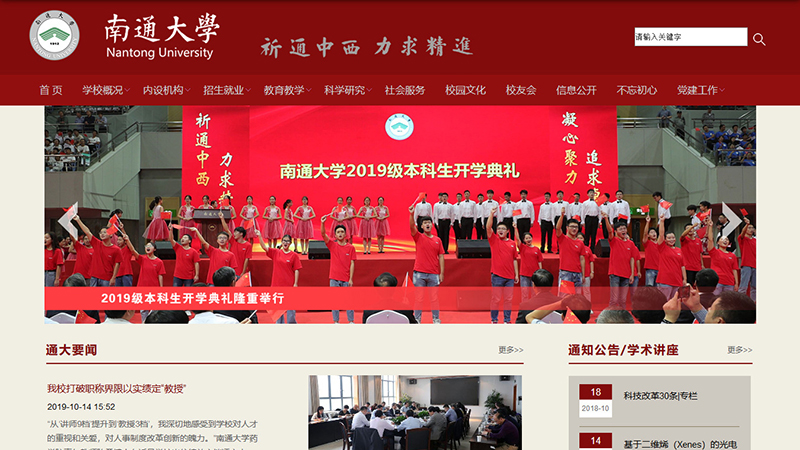 南通大學
Nantong University
祈通中西 力求精進
请输入关键字
首 页
学校概况
内设机构
招生就业
教育教学
科学研究
社会服务
校园文化
校友会
信息公开
不忘初心
党建工作
祈通中西
力求
凝心聚力
追求
南通大学2019级本科生开学典礼
2019级本科生开学典礼隆重举行
通大要闻
更多>>
通知公告/学术讲座
更多>>
我校打破职称界限以实绩定"教授"
2019-10-14 15:52
"从'讲师9档'提升到'教授3档'，我深切地感受到学校对人才
的重视和关爱，对人事制度改革创新的魄力。"南通大学药
18
2018-10
科技改革30条|专栏
14
基于二维烯（Xenes）的光电